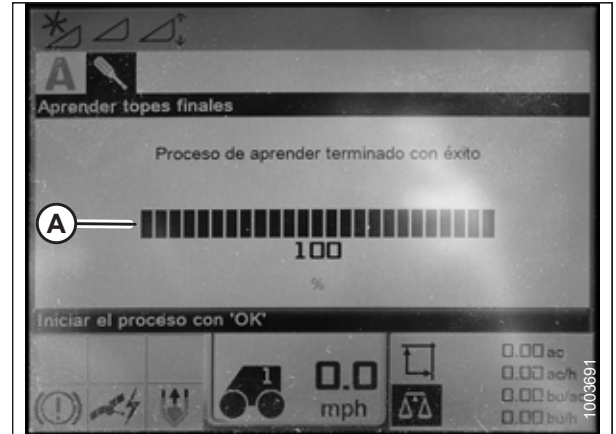 A
Aprender topes finales
Proceso de aprender terminado con éxito
A
100
%
Iniciar el proceso con 'OK'
1
0.0
mph
0.00 ac
0.00 ac/h
0.00 bu/ac
0.00 bu/h
1003691